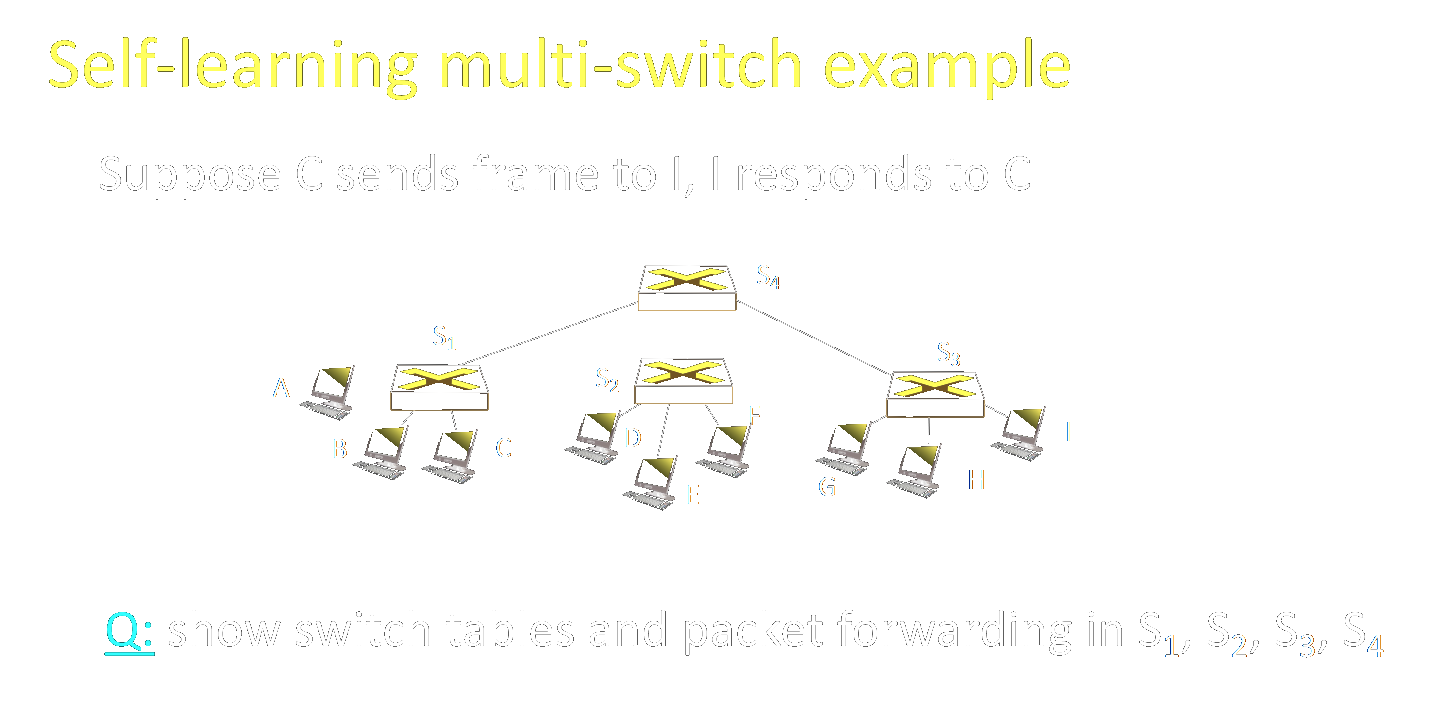 Self-learning multi-switch example
Suppose C sends frame to I, I responds to C
S4
S1
S3
A
S2
F
D
I
B
C
G
H
E
Q: show switch tables and packet forwarding in S1, S2, S3, S4